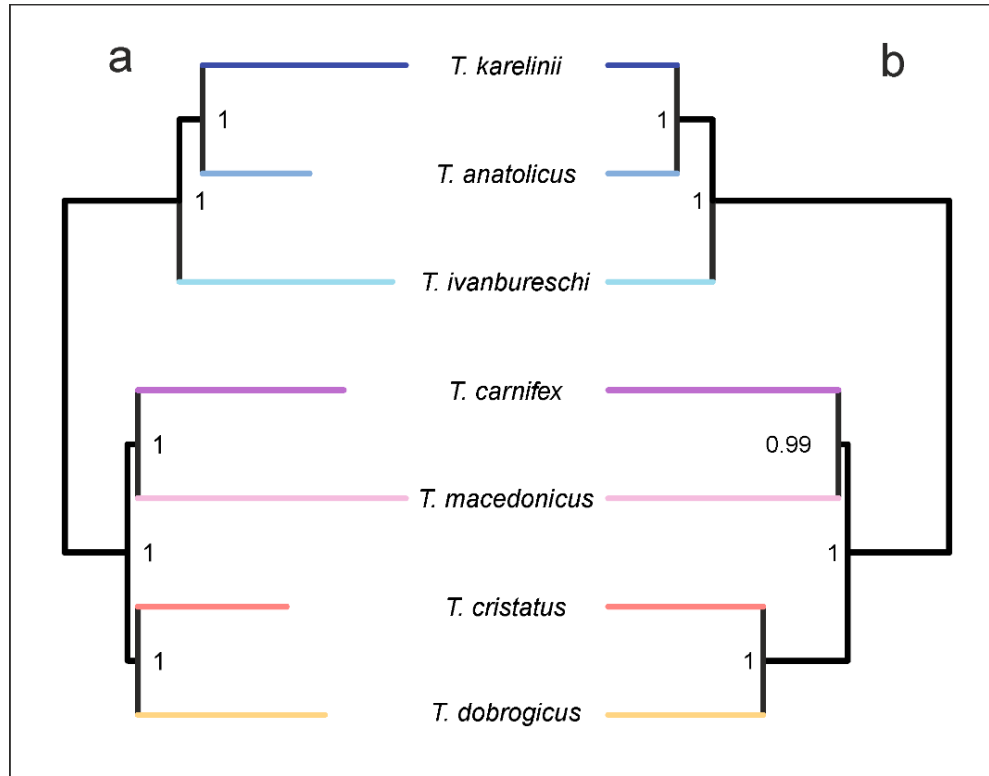 a
b
T. karelinii
1
1
T. anatolicus
1
1
T. ivanbureschi
T. carnifex
1
0.99
T. macedonicus
1
1
T. cristatus
1
1
T. dobrogicus